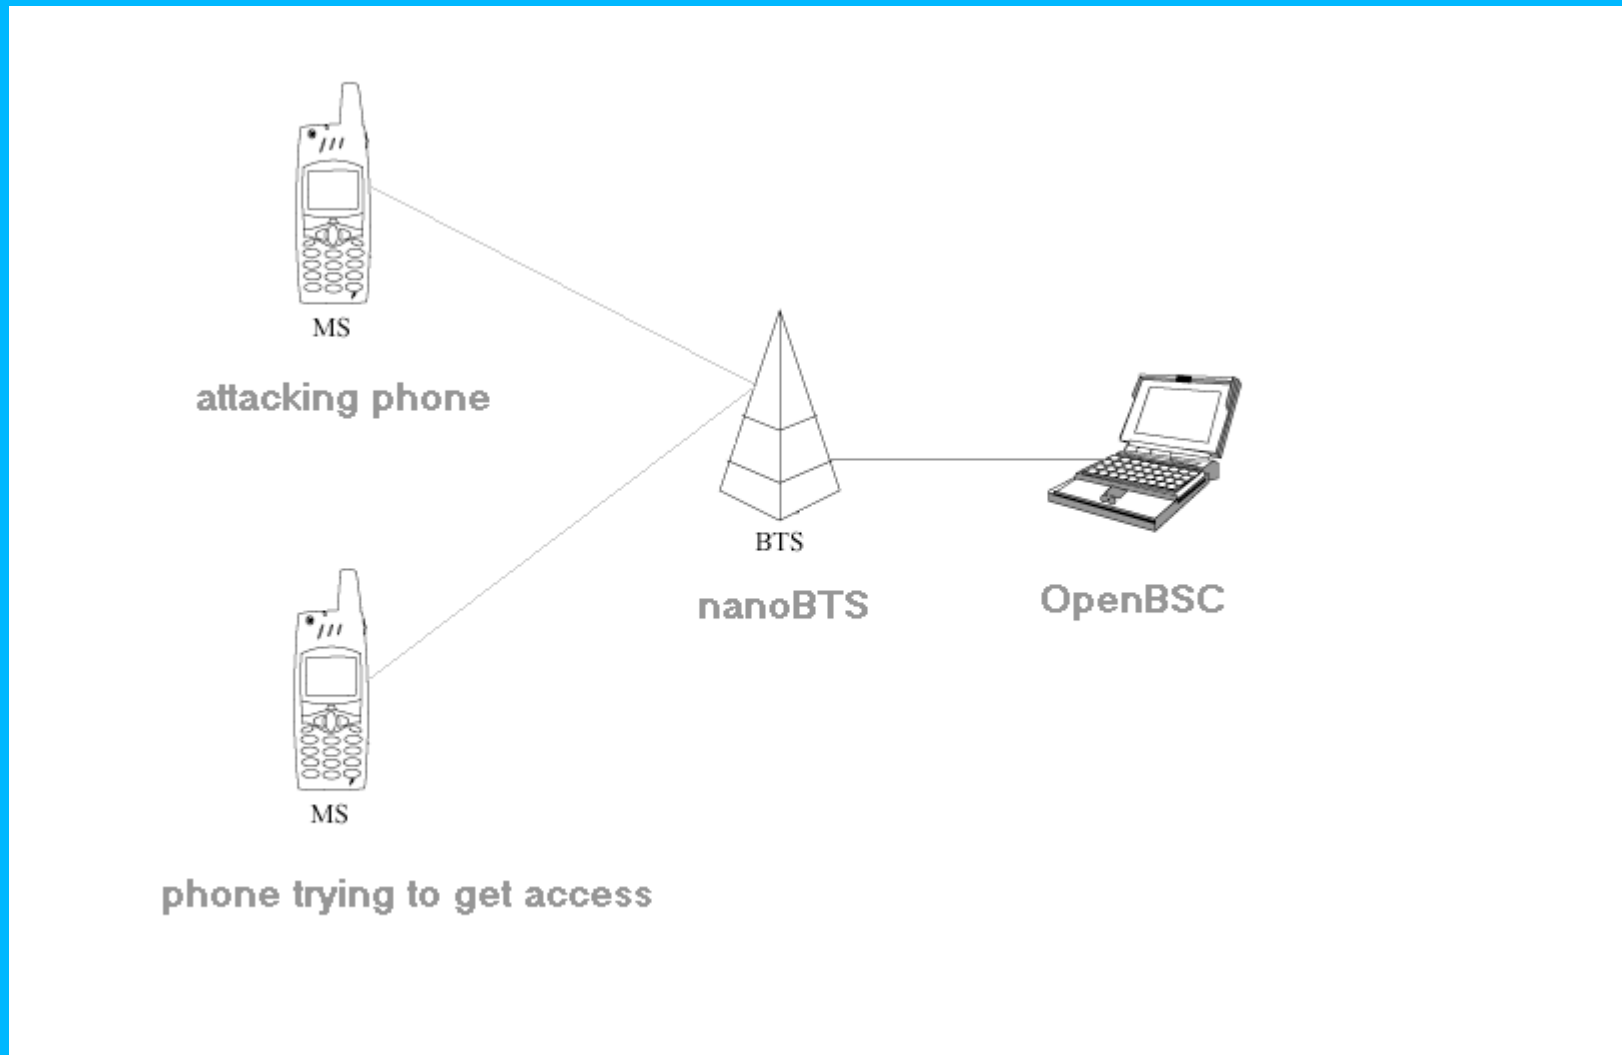 MS
attacking phone
BTS
nanoBTS
OpenBSC
MS
phone trying to get access